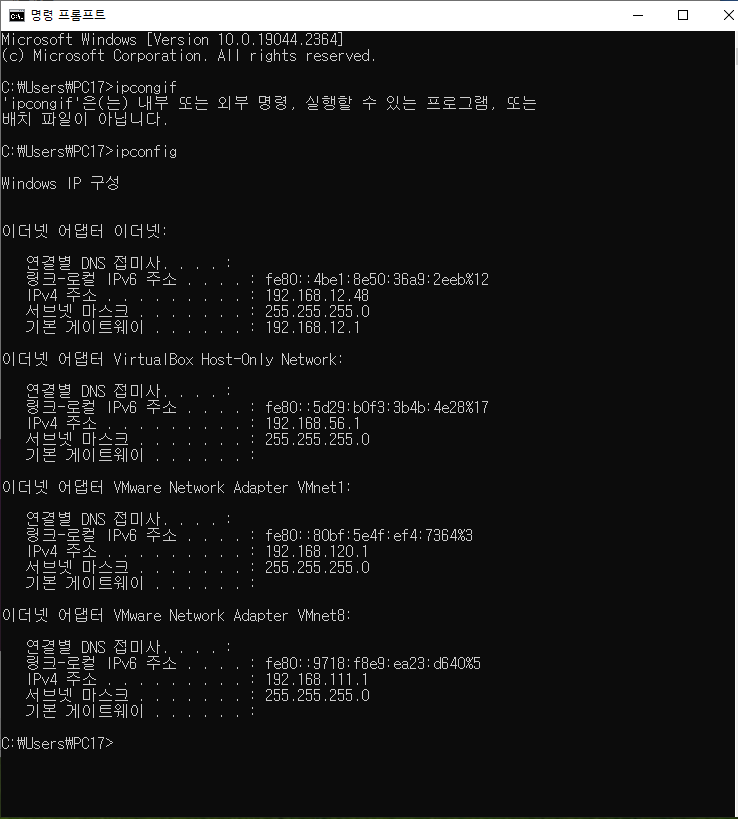 명령 프롬프트
Microsoft Windows [Version 10.0.19044.2364]
(c) Microsoft Corporation. All rights reserved.
C:\Users\PC17>ipcongif
'ipcongif'은(는) 내부 또는 외부 명령, 실행할 수 있는 프로그램, 또는
배치 파일이 아닙니다.
C:\Users\PC17>ipconfig
Windows IP 구성
이더넷 어댑터 이더넷:
연결별 DNS 접미사. . . . :
링크-로컬 IPv6 주소 . . . . : fe80::4be1:8e50:36a9:2eeb%12
IPv4 주소 . . . . . . . . . : 192.168.12.48
서브넷 마스크 . . . . . . . : 255.255.255.0
기본 게이트웨이 . . . . . . : 192.168.12.1
이더넷 어댑터 VirtualBox Host-Only Network:
연결별 DNS 접미사. . . . :
링크-로컬 IPv6 주소 . . . . : fe80::5d29:b0f3:3b4b:4e28%17
IPv4 주소 . . . . . . . . . : 192.168.56.1
서브넷 마스크 . . . . . . . : 255.255.255.0
기본 게이트웨이 . . . . . . :
이더넷 어댑터 VMware Network Adapter VMnet1:
연결별 DNS 접미사. . . . :
링크-로컬 IPv6 주소 . . . . : fe80::80bf:5e4f:ef4:7364%3
IPv4 주소 . . . . . . . . . : 192.168.120.1
서브넷 마스크 . . . . . . . : 255.255.255.0
기본 게이트웨이 . . . . . . :
이더넷 어댑터 VMware Network Adapter VMnet8:
연결별 DNS 접미사. . . . :
링크-로컬 IPv6 주소 . . . . : fe80::9718:f8e9:ea23:d640%5
IPv4 주소 . . . . . . . . . : 192.168.111.1
서브넷 마스크 . . . . . . . : 255.255.255.0
기본 게이트웨이 . . . . . . :
C:\Users\PC17>